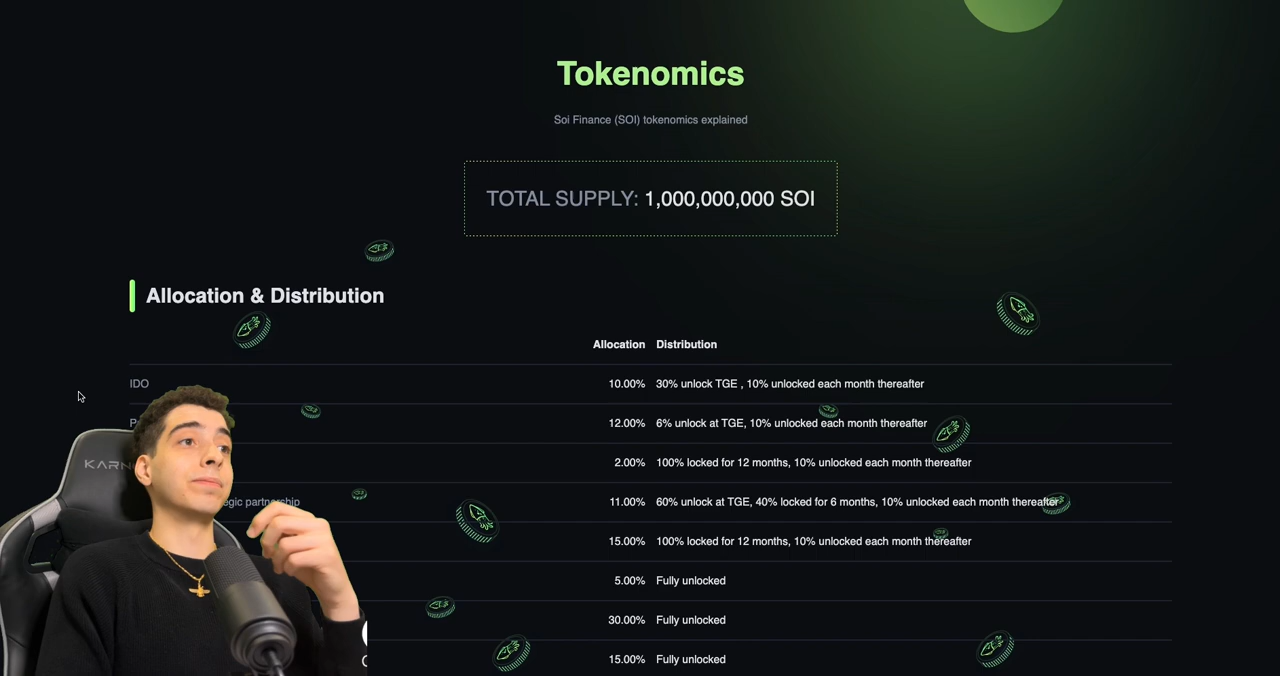 Tokenomics
Soi Finance (SOI) tokenomics explained
TOTAL SUPPLY: 1,000,000,000 SOI
Allocation & Distribution
Allocation Distribution
IDO 10.00% 30% unlock TGE , 10% unlocked each month thereafter
12.00% 6% unlock at TGE, 10% unlocked each month thereafter
2.00% 100% locked for 12 months, 10% unlocked each month thereafter
partnership 11.00% 60% unlock at TGE, 40% locked for 6 months, 10% unlocked each month thereafter
15.00% 100% locked for 12 months, 10% unlocked each month thereafter
5.00% Fully unlocked
30.00% Fully unlocked
15.00% Fully unlocked